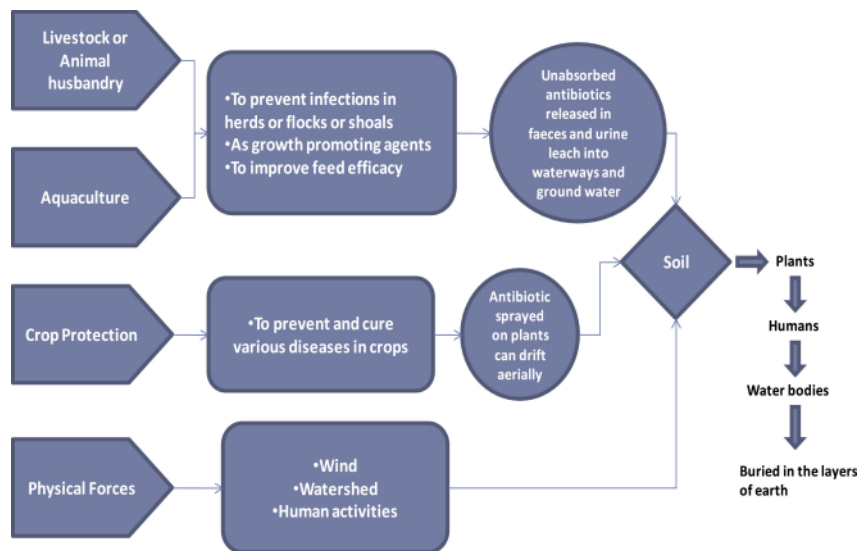 Livestock or
Animal
husbandry
Aquaculture
•To prevent infections in
herds or flocks or shoals
•As growth promoting agents
•To improve feed efficacy
Unabsorbed
antibiotics
released in
faeces and urine
leach into
waterways and
ground water
Crop Protection
•To prevent and cure
various diseases in crops
Antibiotic
sprayed
on plants
can drift
aerially
Physical Forces
•Wind
•Watershed
•Human activities
Soil
Plants
Humans
Water bodies
Buried in the layers
of earth